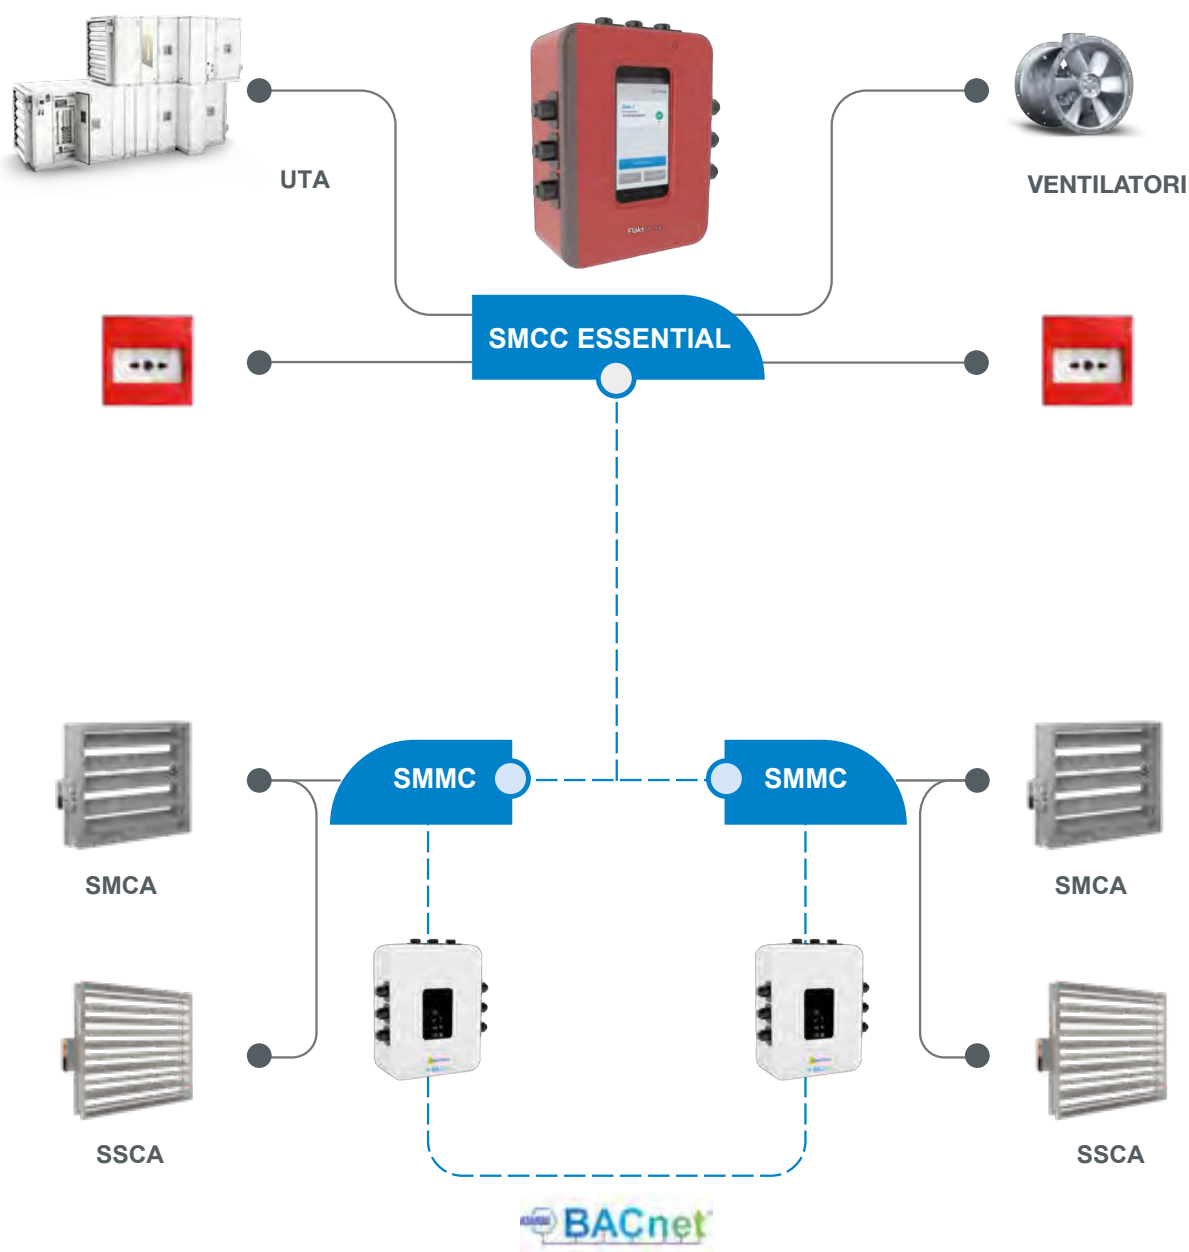 UTA
VENTILATORI
SMCC ESSENTIAL
SMMC
SMMC
SMCA
SMCA
SSCA
SSCA
BACnet